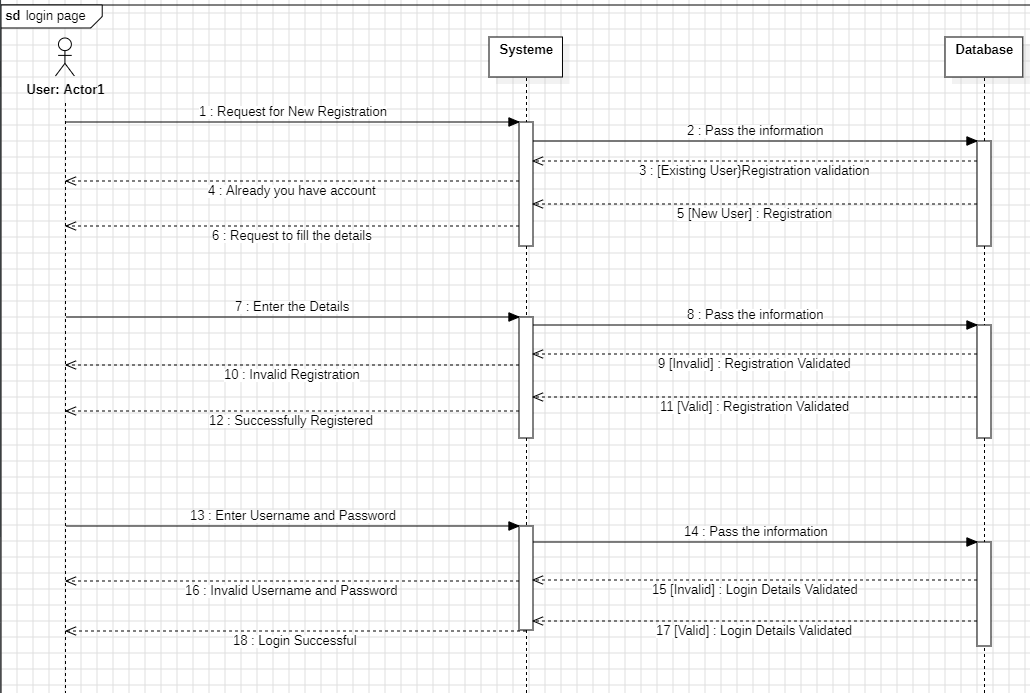 sd login page
Systeme
Database
User: Actor1
1 : Request for New Registration
2 : Pass the information
3 : [Existing User}Registration validation
4 : Already you have account
5 [New User] : Registration
6 : Request to fill the details
7 : Enter the Details
8 : Pass the information
9 [Invalid] : Registration Validated
10 : Invalid Registration
11 [Valid] : Registration Validated
12 : Successfully Registered
13 : Enter Username and Password
14 : Pass the information
15 [Invalid] : Login Details Validated
16 : Invalid Username and Password
17 [Valid] : Login Details Validated
18 : Login Successful